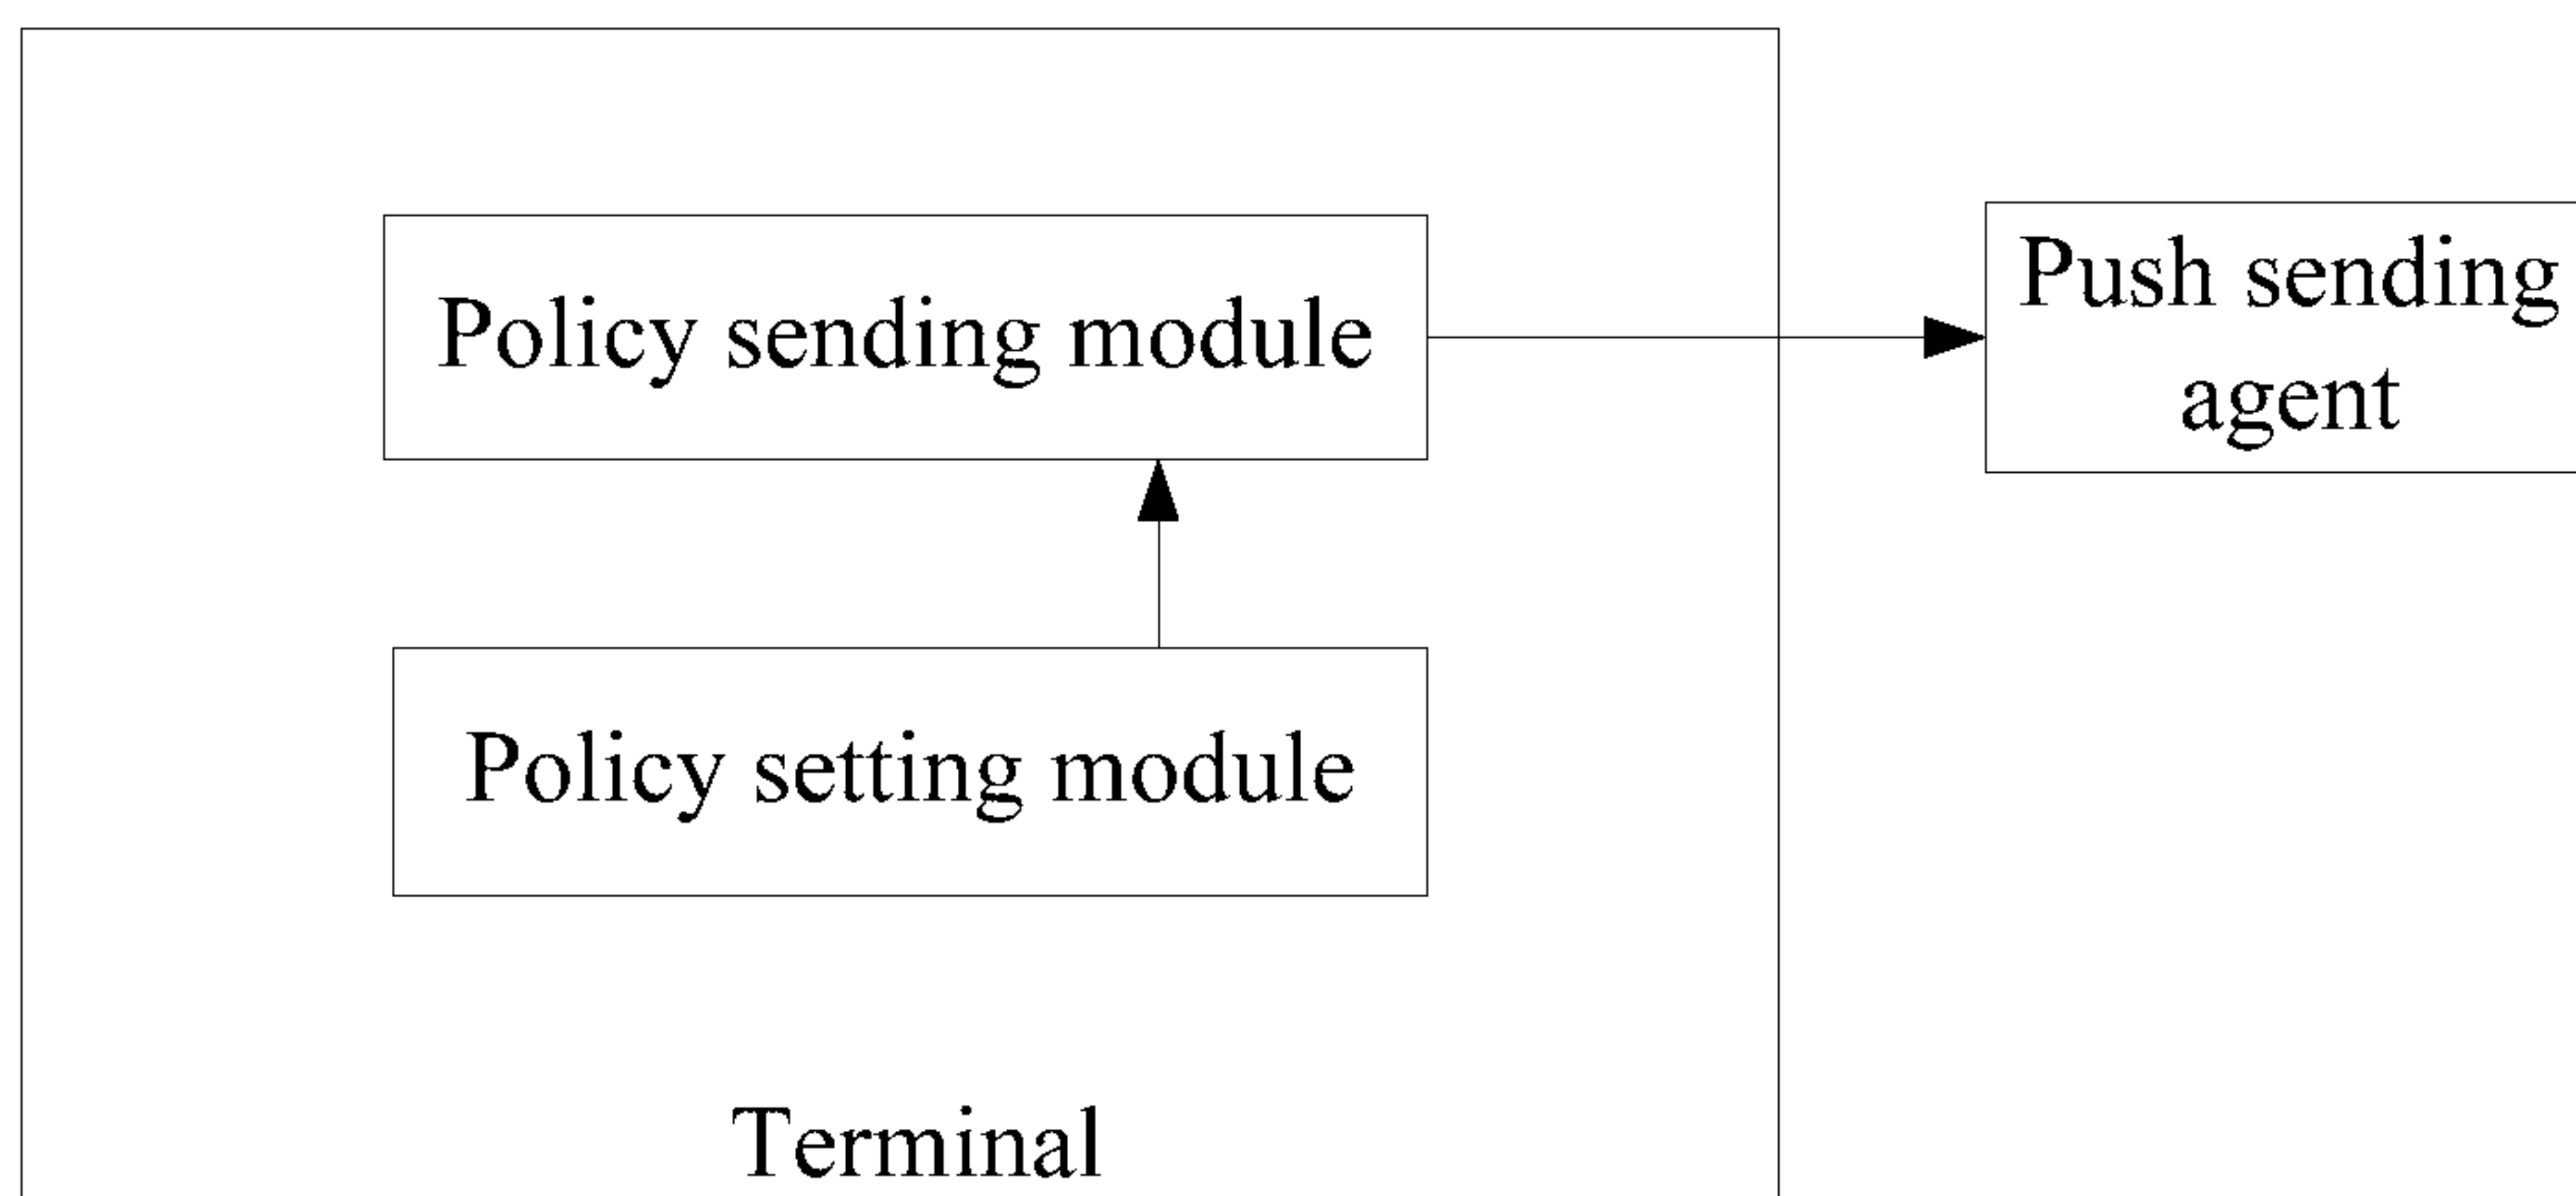 Policy sending module
Push sending
agent
Policy setting module
Terminal